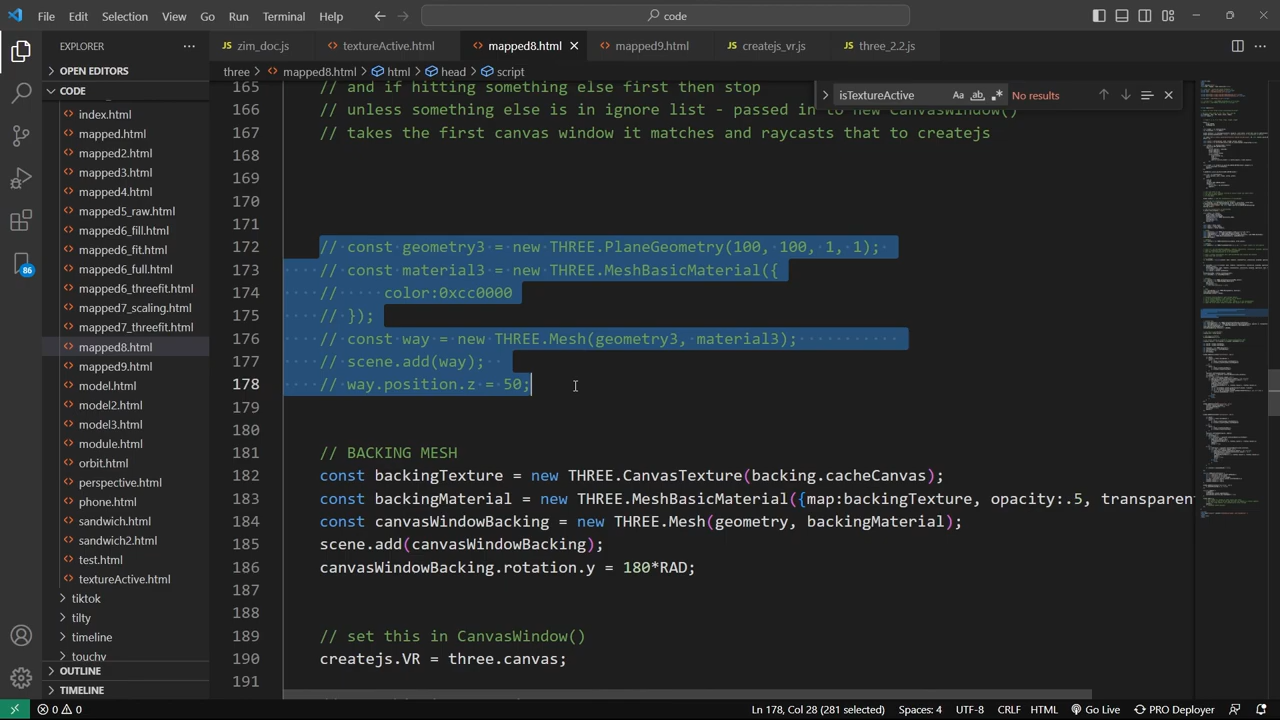 File Edit Selection View Go Run Terminal Help
code
EXPLORER
zim_doc.js
textureActive.html
mapped8.html
mapped9.html
createjs_vr.js
three_2.2.js
OPEN EDITORS
three > mapped8.html > html > head > script
CODE
index.html
mapped.html
mapped2.html
mapped3.html
mapped4.html
mapped5_raw.html
mapped6_fill.html
mapped6_fit.html
mapped6_full.html
mapped6_threefit.html
mapped7_scaling.html
mapped7_threefit.html
mapped8.html
mapped9.html
model.html
model2.html
model3.html
module.html
orbit.html
perspective.html
phone.html
sandwich.html
sandwich2.html
test.html
textureActive.html
tiktok
tilty
timeline
touchy
OUTLINE
TIMELINE
86
isTextureActive
No results
165 // and if hitting something else first then stop
166 // unless something else is in ignore list - passed in to new CanvasWindow()
167 // takes the first canvas window it matches and raycasts that to createjs
168
169
170
171
172 // const geometry3 = new THREE.PlaneGeometry(100, 1, 1);
173 // const material3 = new THREE.MeshBasicMaterial({
174 // color:0xcc0000
175 // });
176 // const way = new THREE.Mesh(geometry3, material3);
177 // scene.add(way);
178 // way.position.z = 50;
179
180
181 // BACKING MESH
182 const backingTexture = new THREE.CanvasTexture(backing.cacheCanvas);
183 const backingMaterial = new THREE.MeshBasicMaterial({map:backingTexture, opacity:.5, transparen
184 const canvasWindowBacking = new THREE.Mesh(geometry, backingMaterial);
185 scene.add(canvasWindowBacking);
186 canvasWindowBacking.rotation.y = 180*RAD;
187
188
189 // set this in CanvasWindow()
190 createjs.VR = three.canvas;
191
0 0
Ln 178, Col 28 (281 selected)
Spaces: 4
UTF-8
CRLF
HTML
Go Live
PRO Deployer